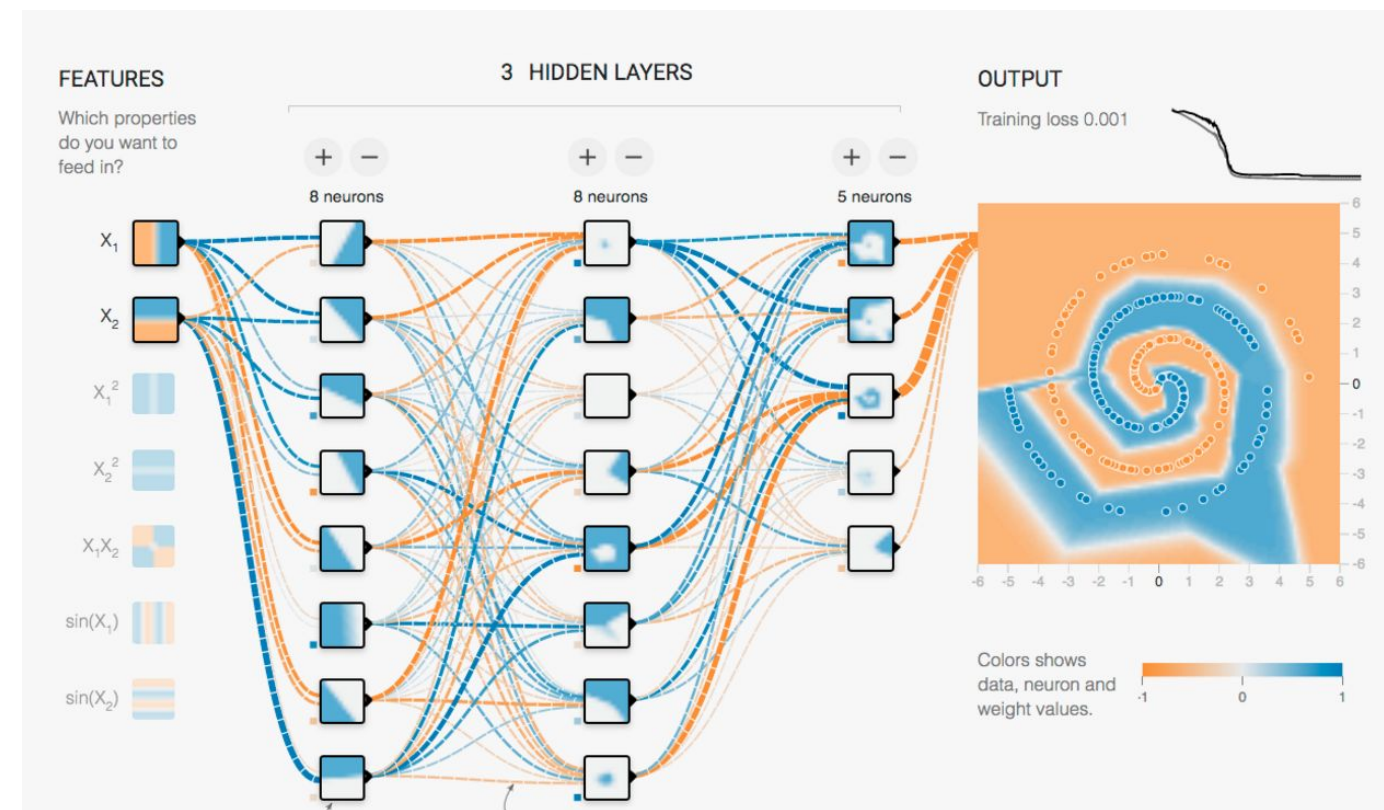 FEATURES
Which properties
do you want to
feed in?
X₁
X₂
X₁²
X₂²
X₁X₂
sin(X₁)
sin(X₂)
3 HIDDEN LAYERS
+ −
8 neurons
+ −
8 neurons
+ −
5 neurons
OUTPUT
Training loss 0.001
6
5
4
3
2
1
0
-1
-2
-3
-4
-5
-6
-6 -5 -4 -3 -2 -1 0 1 2 3 4 5 6
Colors shows
data, neuron and
weight values.
-1 0 1